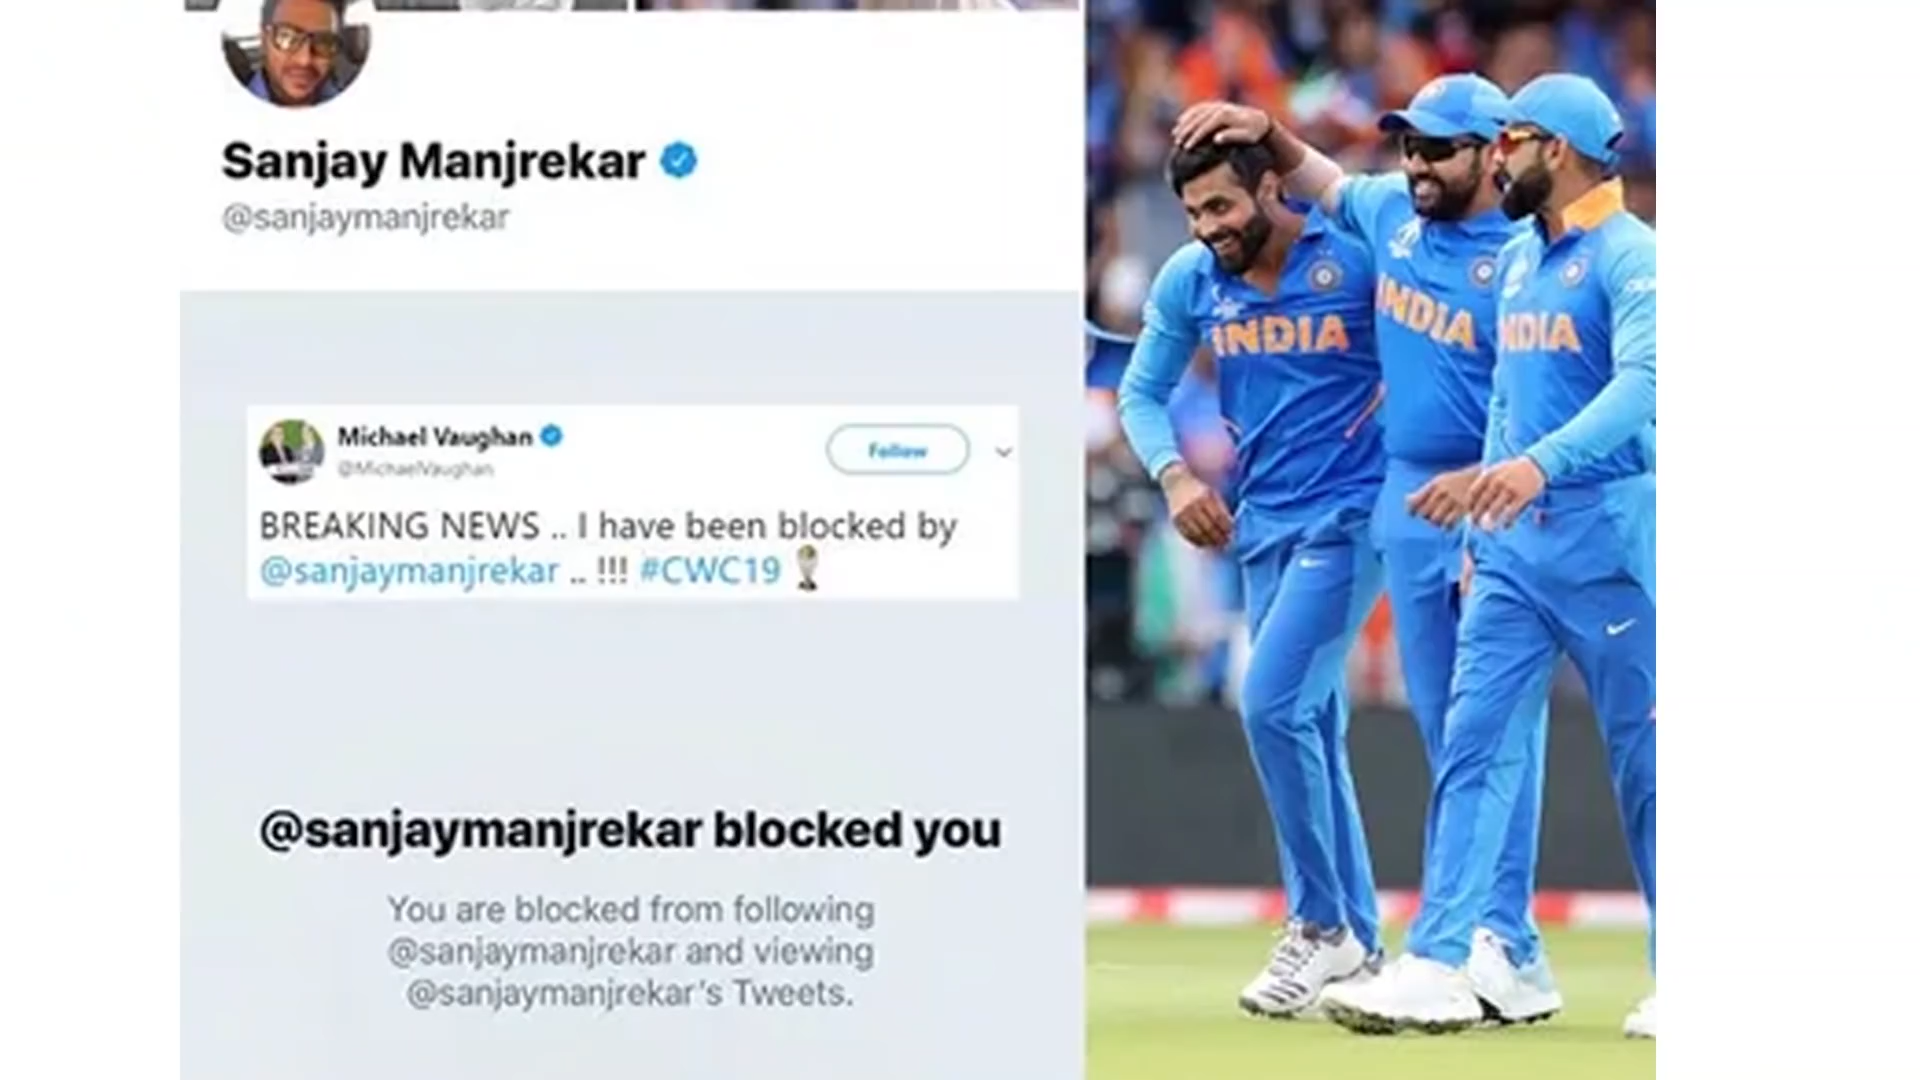 Sanjay Manjrekar
@sanjaymanjrekar
Michael Vaughan
@MichaelVaughan
Follow
BREAKING NEWS .. I have been blocked by
@sanjaymanjrekar .. !!! #CWC19 🏆
@sanjaymanjrekar blocked you
You are blocked from following
@sanjaymanjrekar and viewing
@sanjaymanjrekar's Tweets.
INDIA
INDIA
INDIA